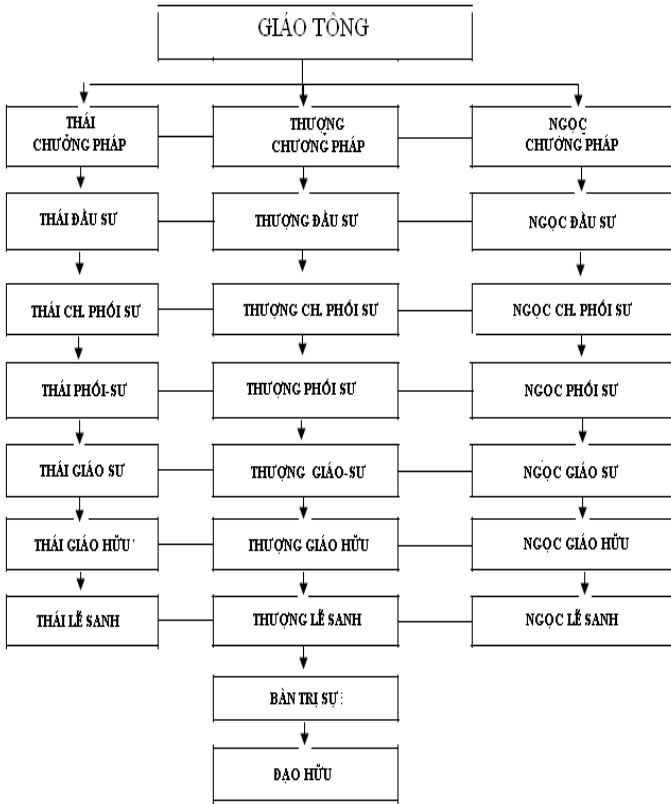 GIÁO TÔNG
THÁI
CHƯỞNG PHÁP
THƯỢNG
CHƯƠNG PHÁP
NGỌC
CHƯỞNG PHÁP
THÁI ĐẦU SƯ
THƯỢNG ĐẦU SƯ
NGỌC ĐẦU SƯ
THÁI CH. PHỐI SƯ
THƯỢNG CH. PHỐI SƯ
NGỌC CH. PHỐI SƯ
THÁI PHỐI-SƯ
THƯỢNG PHỐI SƯ
NGỌC PHỐI SƯ
THÁI GIÁO SƯ
THƯỢNG GIÁO-SƯ
NGỌC GIÁO SƯ
THÁI GIÁO HỮU
THƯỢNG GIÁO HỮU
NGỌC GIÁO HỮU
THÁI LỄ SANH
THƯỢNG LỄ SANH
NGỌC LỄ SANH
BÀN TRỊ SỰ :
ĐẠO HỮU